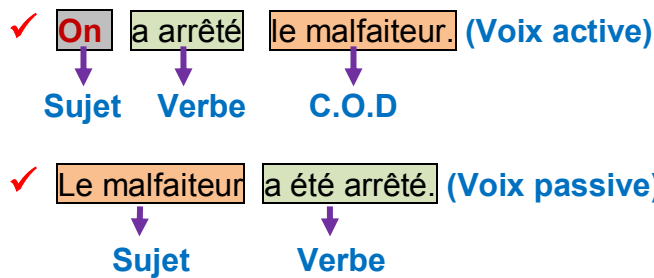 ✓ On a arrêté le malfaiteur. (Voix active)
Sujet Verbe C.O.D
✓ Le malfaiteur a été arrêté. (Voix passive)
Sujet Verbe